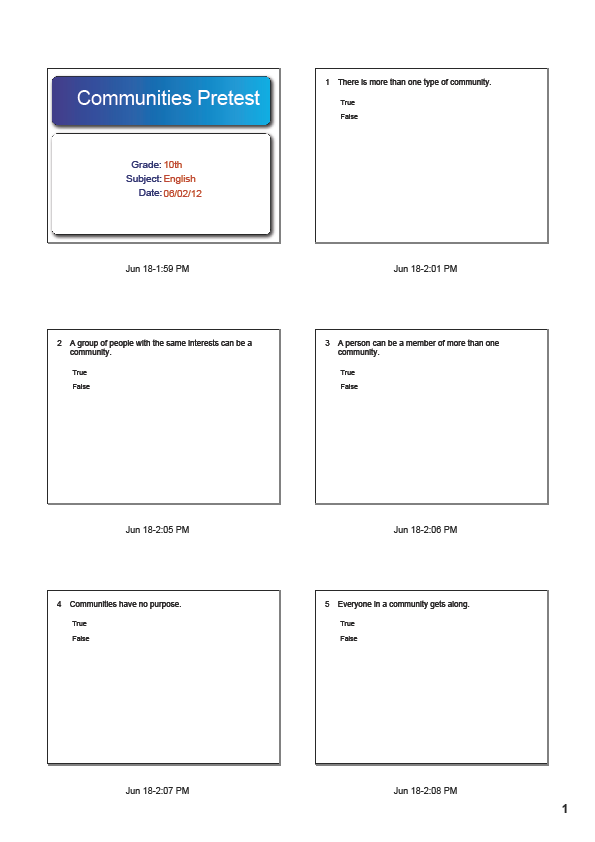 Communities Pretest
Grade: 10th
Subject: English
Date: 06/02/12
Jun 18-1:59 PM
1 There is more than one type of community.
True
False
Jun 18-2:01 PM
2 A group of people with the same interests can be a
community.
True
False
Jun 18-2:05 PM
3 A person can be a member of more than one
community.
True
False
Jun 18-2:06 PM
4 Communities have no purpose.
True
False
Jun 18-2:07 PM
5 Everyone in a community gets along.
True
False
Jun 18-2:08 PM
1